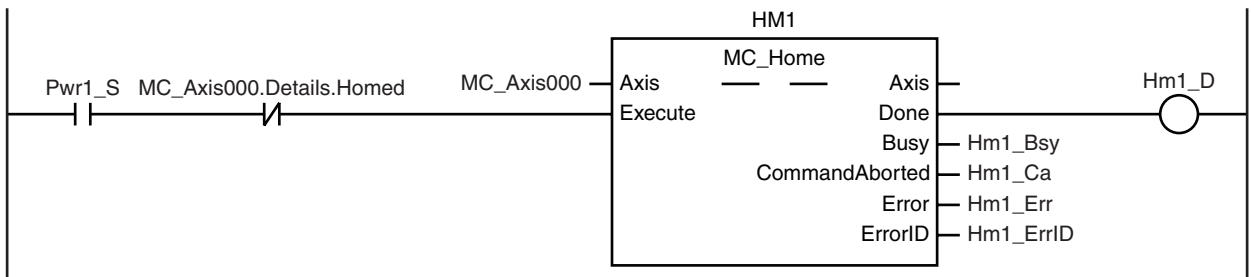 HM1
MC_Home
Pwr1_S MC_Axis000.Details.Homed MC_Axis000 Axis Axis Hm1_D
Execute Done
Busy Hm1_Bsy
CommandAborted Hm1_Ca
Error Hm1_Err
ErrorID Hm1_ErrID